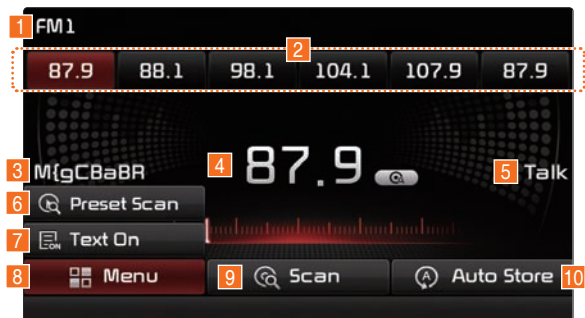 1 FM1
2
87.9 88.1 98.1 104.1 107.9 87.9
3 M{gCBaBR 4 87.9 5 Talk
6 Preset Scan
7 ON Text On
8 Menu 9 Scan A Auto Store 10